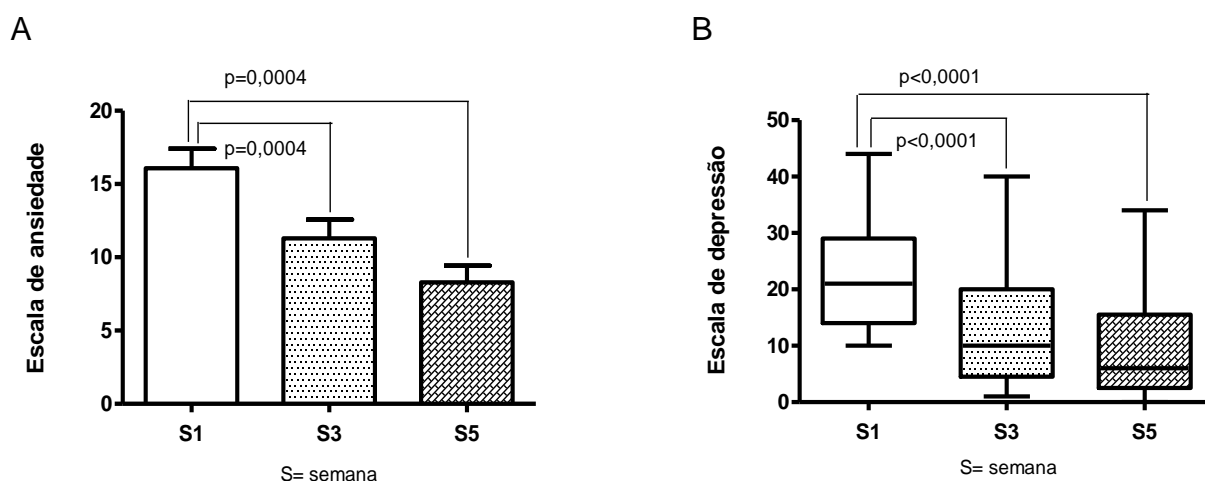 A
p=0,0004
p=0,0004
Escala de ansiedade
20
15
10
5
0
S1 S3 S5
S= semana
B
p<0,0001
p<0,0001
Escala de depressão
50
40
30
20
10
0
S1 S3 S5
S= semana